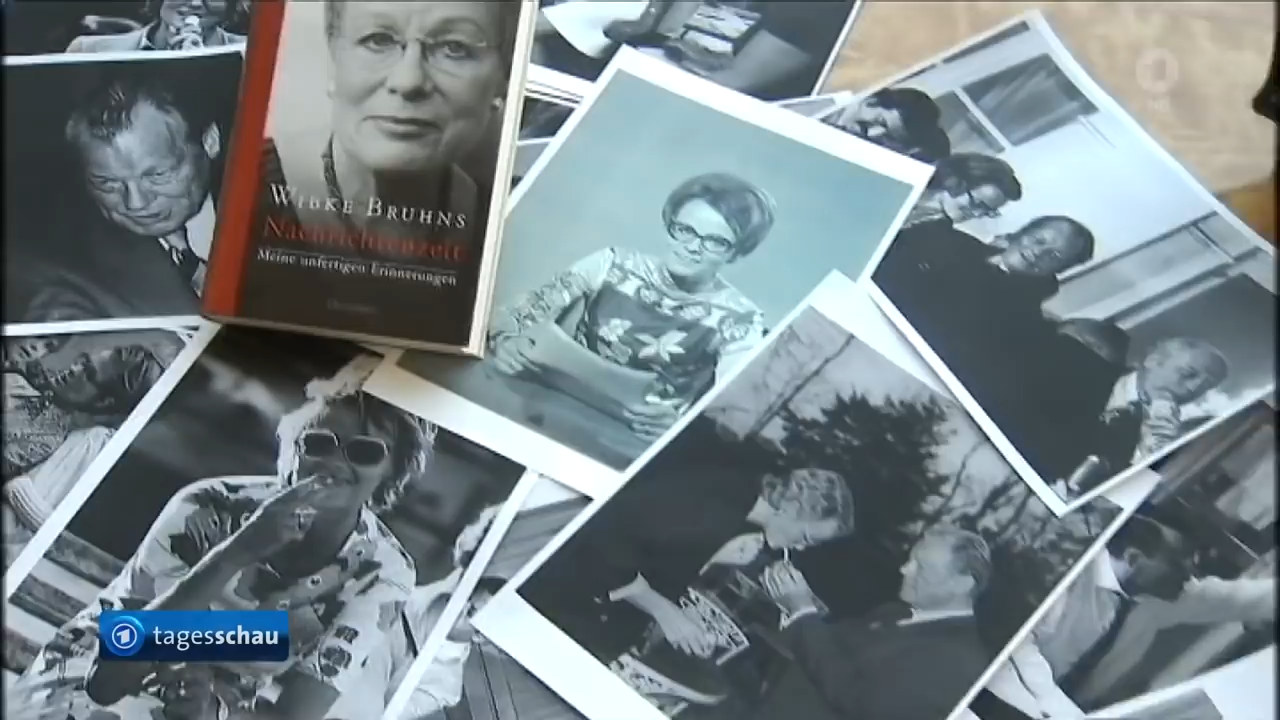 WIBKE BRUHNS
Nachrichtenzeit
Meine unfertigen Erinnerungen
tagesschau